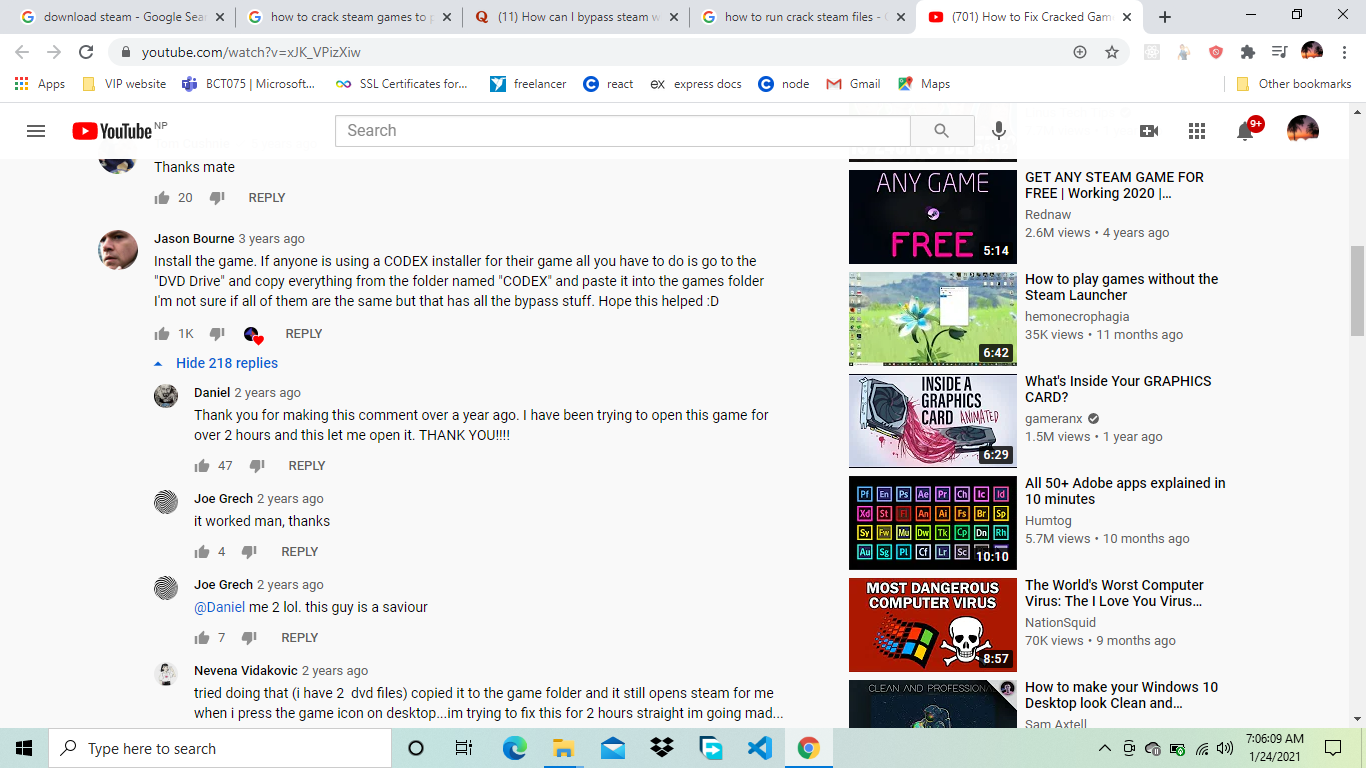 download steam - Google Sear
how to crack steam games to p
(11) How can I bypass steam w
how to run crack steam files - G
(701) How to Fix Cracked Gam
youtube.com/watch?v=xJK_VPizXiw
Apps
VIP website
BCT075 | Microsoft...
SSL Certificates for...
freelancer
react
express docs
node
Gmail
Maps
Other bookmarks
YouTube NP
Search
9+
Thanks mate
20 REPLY
Jason Bourne 3 years ago
Install the game. If anyone is using a CODEX installer for their game all you have to do is go to the
"DVD Drive" and copy everything from the folder named "CODEX" and paste it into the games folder
I'm not sure if all of them are the same but that has all the bypass stuff. Hope this helped :D
1K REPLY
Hide 218 replies
Daniel 2 years ago
Thank you for making this comment over a year ago. I have been trying to open this game for
over 2 hours and this let me open it. THANK YOU!!!!
47 REPLY
Joe Grech 2 years ago
it worked man, thanks
4 REPLY
Joe Grech 2 years ago
@Daniel me 2 lol. this guy is a saviour
7 REPLY
Nevena Vidakovic 2 years ago
tried doing that (i have 2 dvd files) copied it to the game folder and it still opens steam for me
when i press the game icon on desktop...im trying to fix this for 2 hours straight im going mad...
ANY GAME
FREE
5:14
GET ANY STEAM GAME FOR
FREE | Working 2020 |...
Rednaw
2.6M views • 4 years ago
6:42
How to play games without the
Steam Launcher
hemonecrophagia
35K views • 11 months ago
INSIDE A
GRAPHICS
CARD ANIMATED
6:29
What's Inside Your GRAPHICS
CARD?
gameranx
1.5M views • 1 year ago
Pf En Ps Ae Pr Ch Ic Id
Xd St Fl An Ai Fs Br Sp
Sy Fw Mu Dw Tk Cp Dn Rh
Au Sg Pl Cf Lr Sc
10:10
All 50+ Adobe apps explained in
10 minutes
Humtog
5.7M views • 10 months ago
MOST DANGEROUS
COMPUTER VIRUS
8:57
The World's Worst Computer
Virus: The I Love You Virus...
NationSquid
70K views • 9 months ago
CLEAN AND PROFESSIONA
How to make your Windows 10
Desktop look Clean and...
Sam Axtell
Type here to search
7:06:09 AM
1/24/2021